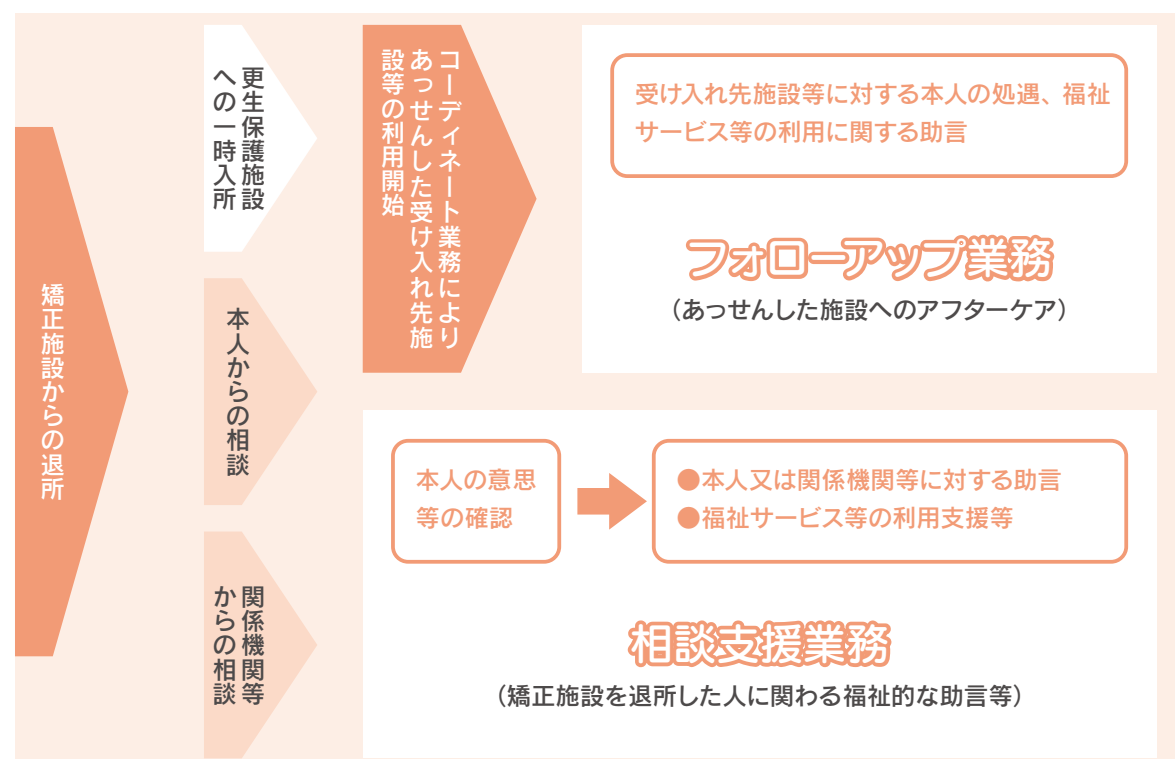 矯正施設からの退所
更生保護施設
への一時入所
本人からの相談
関係機関等
からの相談
コーディネート業務により
あっせんした受け入れ先施
設等の利用開始
受け入れ先施設等に対する本人の処遇、福祉
サービス等の利用に関する助言
フォローアップ業務
（あっせんした施設へのアフターケア）
本人の意思
等の確認
●本人又は関係機関等に対する助言
●福祉サービス等の利用支援等
相談支援業務
（矯正施設を退所した人に関わる福祉的な助言等）